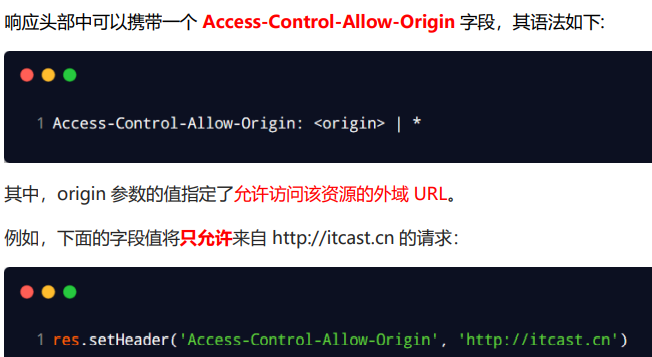 响应头部中可以携带一个 Access-Control-Allow-Origin 字段，其语法如下:
1 Access-Control-Allow-Origin: <origin> | *
其中，origin 参数的值指定了允许访问该资源的外域 URL。
例如，下面的字段值将只允许来自 http://itcast.cn 的请求：
1 res.setHeader('Access-Control-Allow-Origin', 'http://itcast.cn')